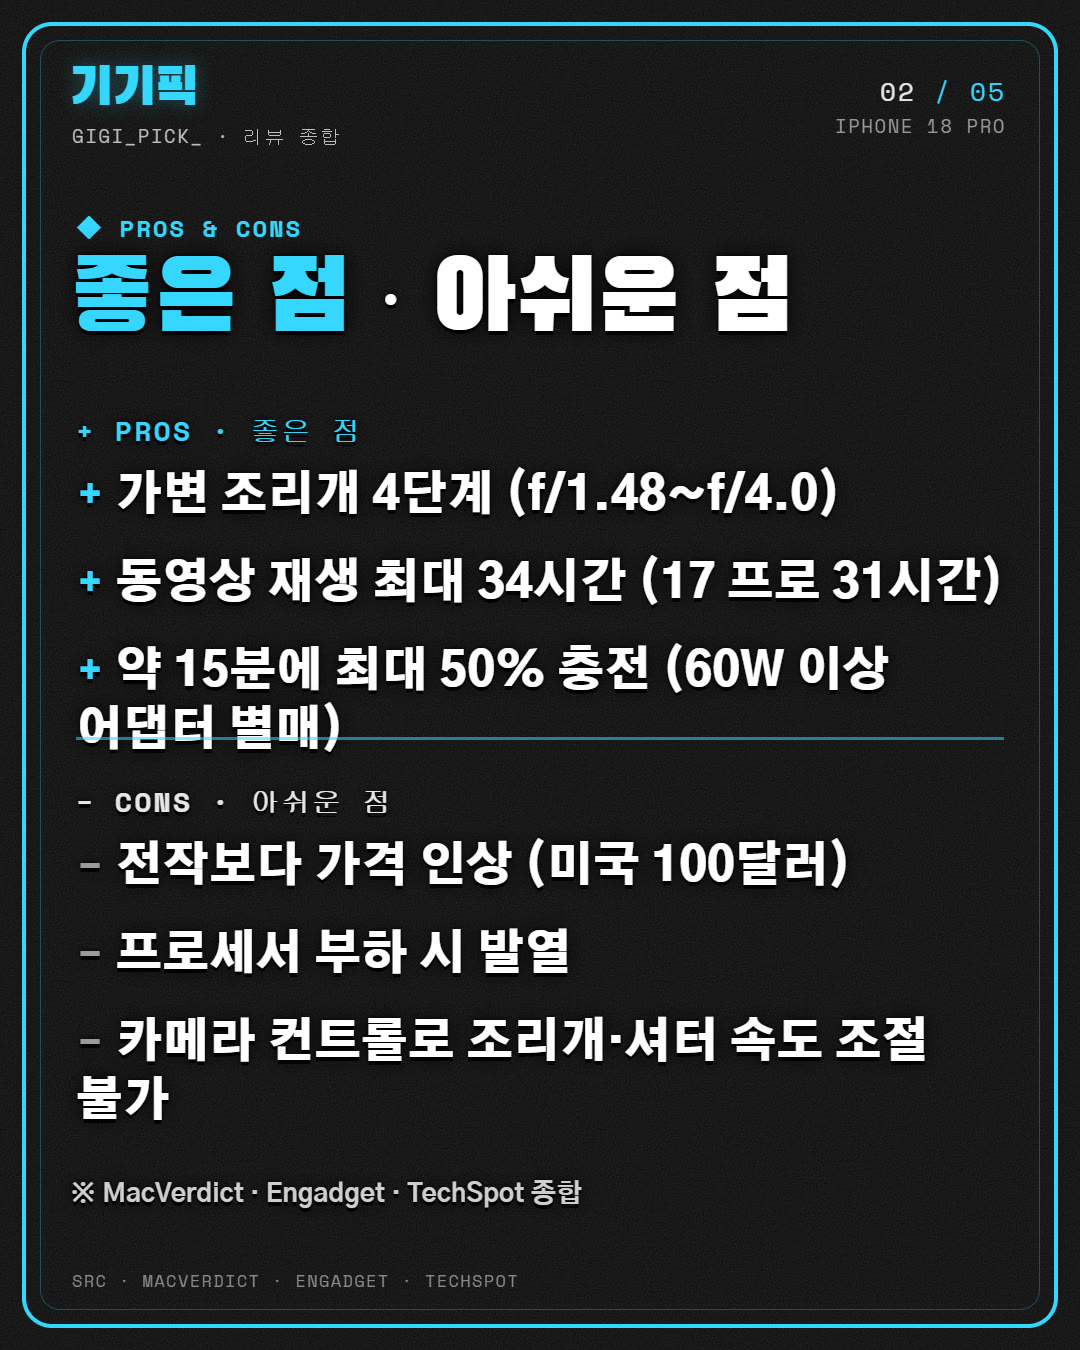 기기픽
GIGI_PICK_ · 리뷰 종합
02 / 05
IPHONE 18 PRO
◆ PROS & CONS
좋은 점 · 아쉬운 점
+ PROS · 좋은 점
+ 가변 조리개 4단계 (f/1.48~f/4.0)
+ 동영상 재생 최대 34시간 (17 프로 31시간)
+ 약 15분에 최대 50% 충전 (60W 이상
어댑터 별매)
- CONS · 아쉬운 점
- 전작보다 가격 인상 (미국 100달러)
- 프로세서 부하 시 발열
- 카메라 컨트롤로 조리개·셔터 속도 조절
불가
※ MacVerdict · Engadget · TechSpot 종합
SRC · MACVERDICT · ENGADGET · TECHSPOT